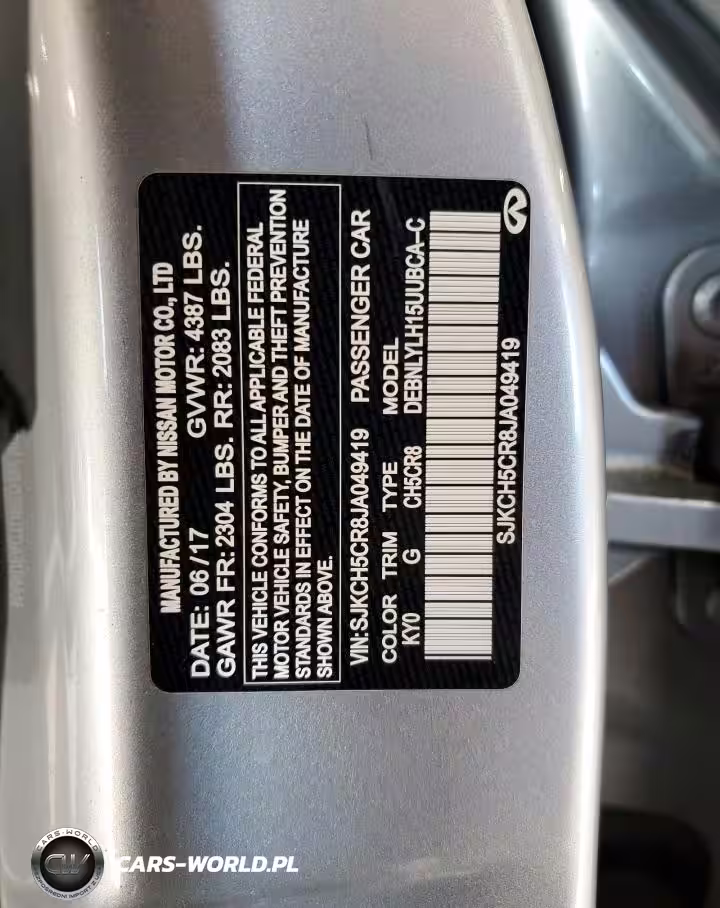 MANUFACTURED BY NISSAN MOTOR CO., LTD
DATE: 06 /17 GVWR: 4387 LBS.
GAWR FR: 2304 LBS. RR: 2083 LBS.
THIS VEHICLE CONFORMS TO ALL APPLICABLE FEDERAL
MOTOR VEHICLE SAFETY, BUMPER AND THEFT PREVENTION
STANDARDS IN EFFECT ON THE DATE OF MANUFACTURE
SHOWN ABOVE.
VIN:SJKCH5CR8JA049419 PASSENGER CAR
COLOR TRIM TYPE MODEL
KY0 G CH5CR8 DEBNLYLH15UUBCA-C
SJKCH5CR8JA049419
CARS-WORLD
CW
CARS-WORLD.PL